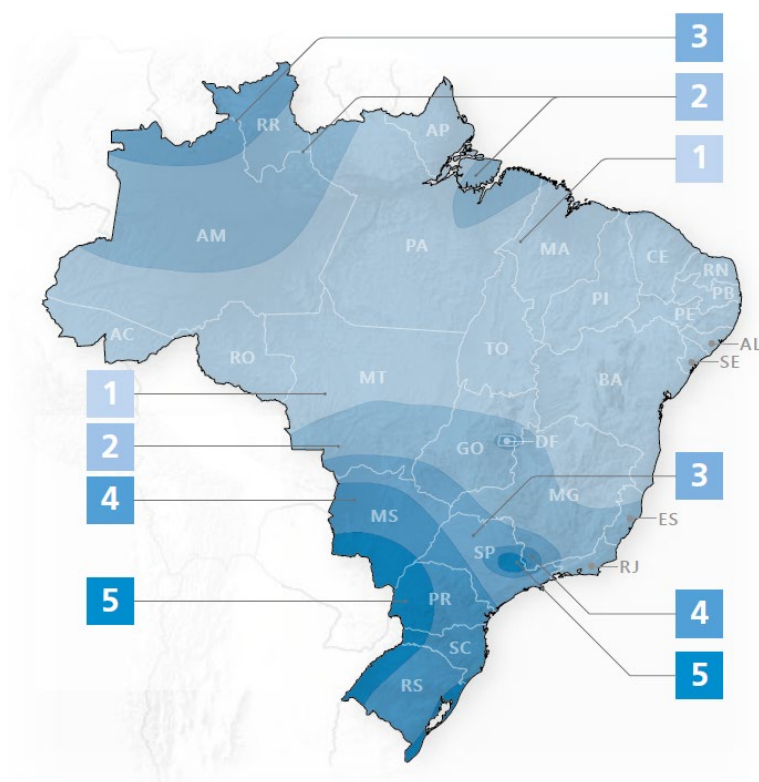 3
2
RR
AP
1
AM
PA
MA
CE
RN
PB
PI
PE
AC
TO
AL
RO
SE
MT
BA
1
2
GO
DF
3
4
MG
MS
ES
SP
RJ
5
PR
4
SC
5
RS